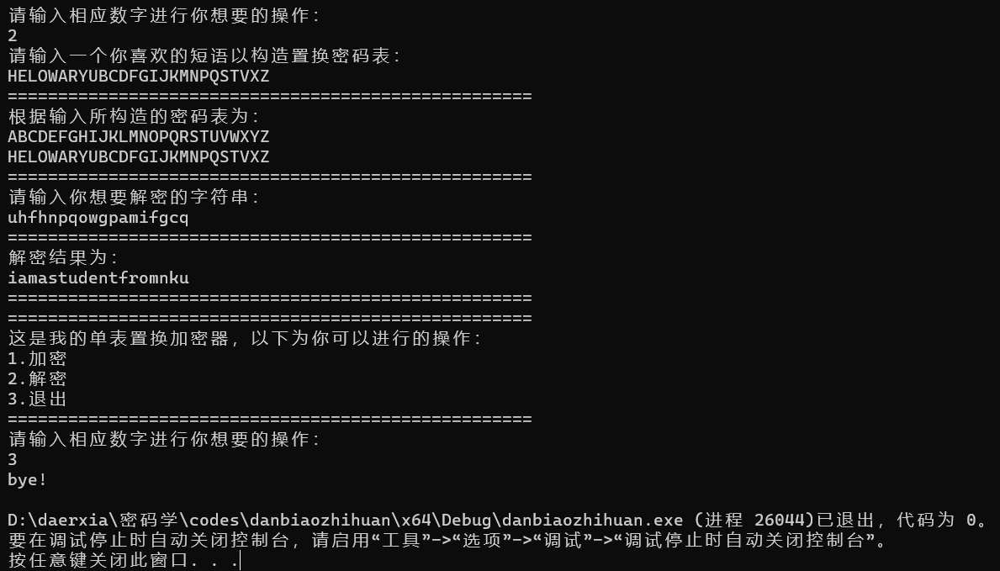 请输入相应数字进行你想要的操作：
2
请输入一个你喜欢的短语以构造置换密码表：
HELOWARYUBCDFGIJKMNPQSTVXZ
====================================================
根据输入所构造的密码表为：
ABCDEFGHIJKLMNOPQRSTUVWXYZ
HELOWARYUBCDFGIJKMNPQSTVXZ
====================================================
请输入你想要解密的字符串：
uhfhnpqowgpamifgcq
====================================================
解密结果为：
iamastudentfromnku
====================================================
====================================================
这是我的单表置换加密器，以下为你可以进行的操作：
1.加密
2.解密
3.退出
====================================================
请输入相应数字进行你想要的操作：
3
bye!
D:\daerxia\密码学\codes\danbiaozhihuan\x64\Debug\danbiaozhihuan.exe (进程 26044)已退出，代码为 0。
要在调试停止时自动关闭控制台，请启用“工具”->“选项”->“调试”->“调试停止时自动关闭控制台”。
按任意键关闭此窗口. . .